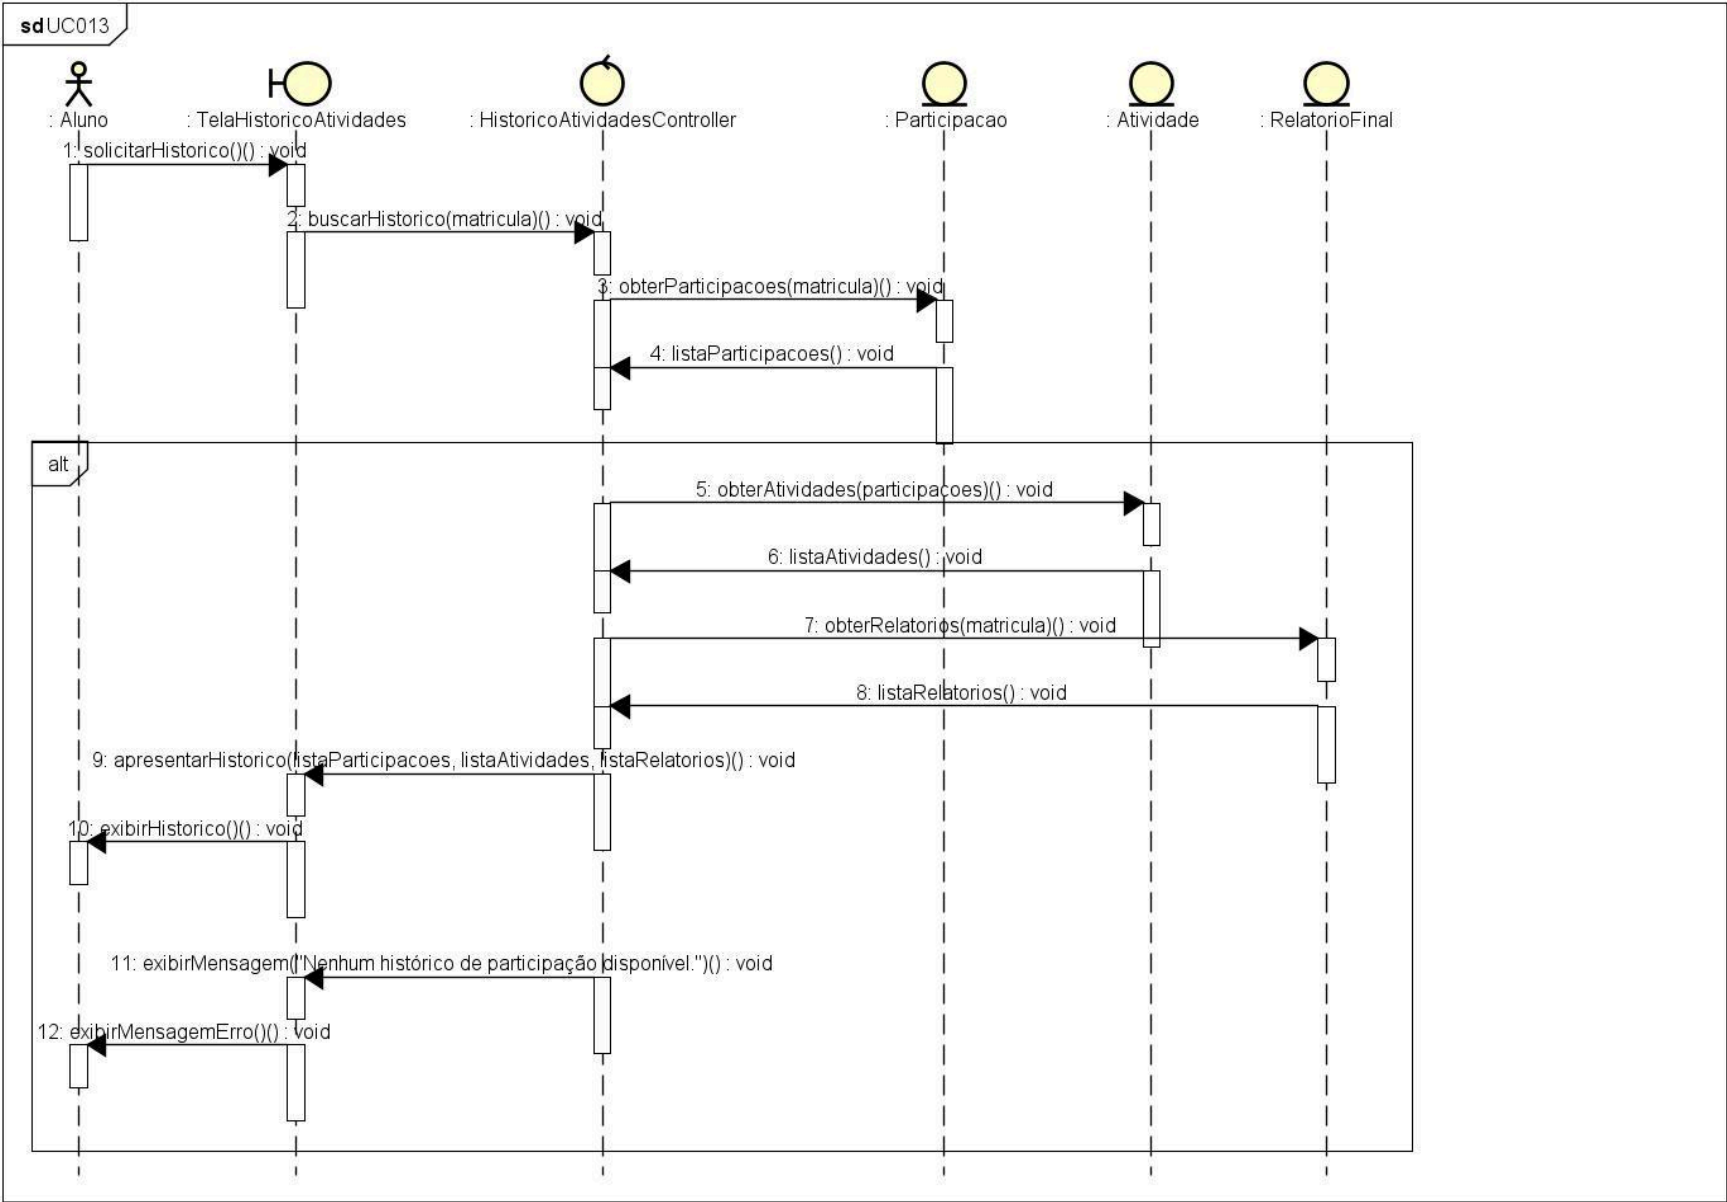 sd UC013
: Aluno
: TelaHistoricoAtividades
: HistoricoAtividadesController
: Participacao
: Atividade
: RelatorioFinal
1: solicitarHistorico()() : void
2: buscarHistorico(matricula)() : void
3: obterParticipacoes(matricula)() : void
4: listaParticipacoes() : void
alt
5: obterAtividades(participacoes)() : void
6: listaAtividades() : void
7: obterRelatorios(matricula)() : void
8: listaRelatorios() : void
9: apresentarHistorico(listaParticipacoes, listaAtividades, listaRelatorios)() : void
10: exibirHistorico()() : void
11: exibirMensagem("Nenhum histórico de participação disponível.")() : void
12: exibirMensagemErro()() : void